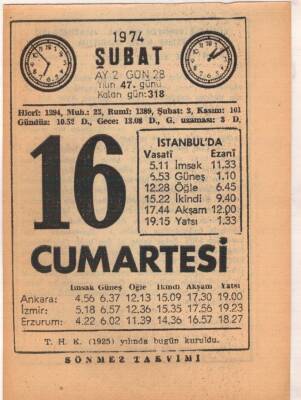 1974
ŞUBAT
AY 2 GÜN 28
Yılın 47. günü
Kalan gün: 318
Hicrî: 1394, Muh.: 23, Rumî: 1389, Şubat: 3, Kasım: 101
Gündüz: 10.52 D., Gece: 13.08 D., G. uzaması: 3 D.
16
İSTANBUL'DA
Vasatî Ezanî
5.11 İmsak 11.33
6.53 Güneş 1.10
12.28 Öğle 6.45
15.22 İkindi 9.40
17.44 Akşam 12.00
19.15 Yatsı 1.33
CUMARTESİ
İmsak Güneş Öğle İkindi Akşam Yatsı
Ankara: 4.56 6.37 12.13 15.09 17.30 19.00
İzmir: 5.18 6.57 12.36 15.35 17.56 19.23
Erzurum: 4.22 6.02 11.39 14.36 16.57 18.27
T. H. K. (1925) yılında bugün kuruldu.
SÖNMEZ TAKVİMİ